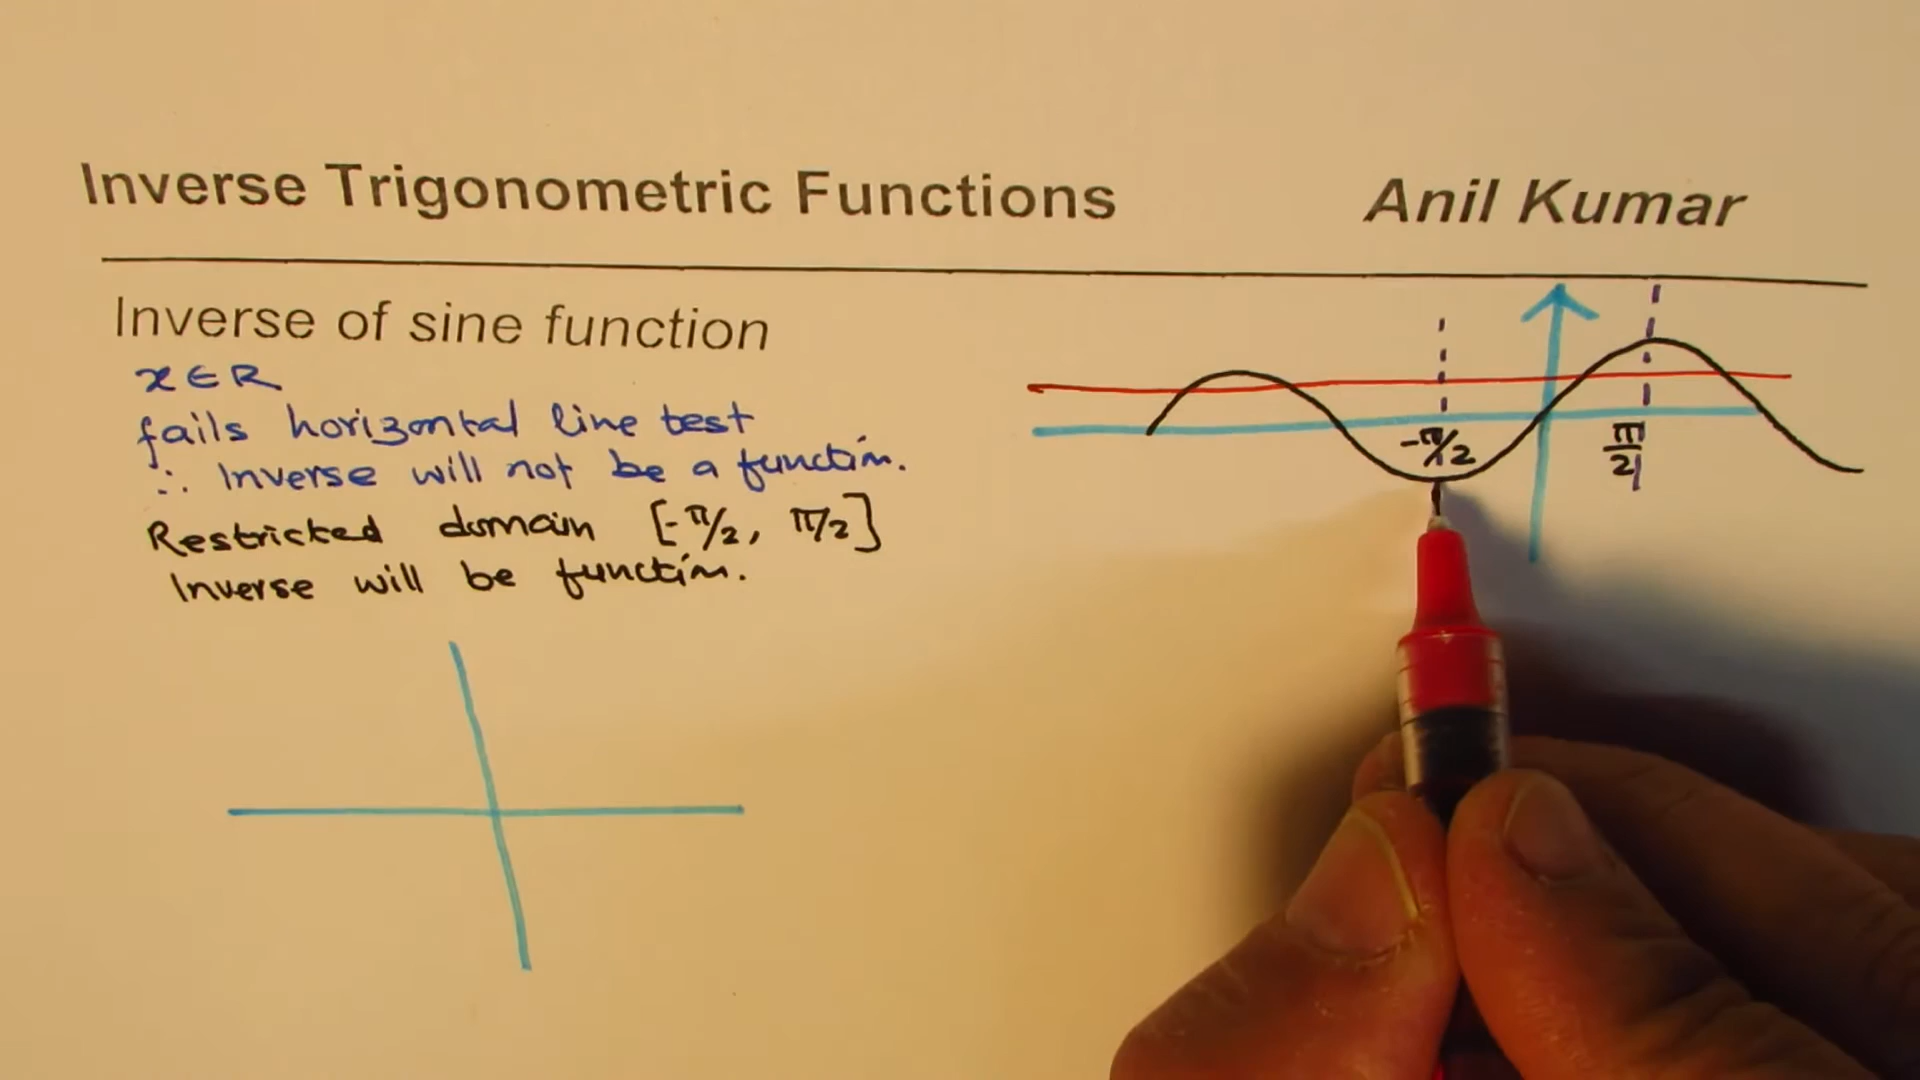 Inverse Trigonometric Functions
Anil Kumar
Inverse of sine function
x ∈ R
fails horizontal line test
∴ Inverse will not be a function.
Restricted domain [-π/2, π/2]
Inverse will be function.
-π/2
π/2